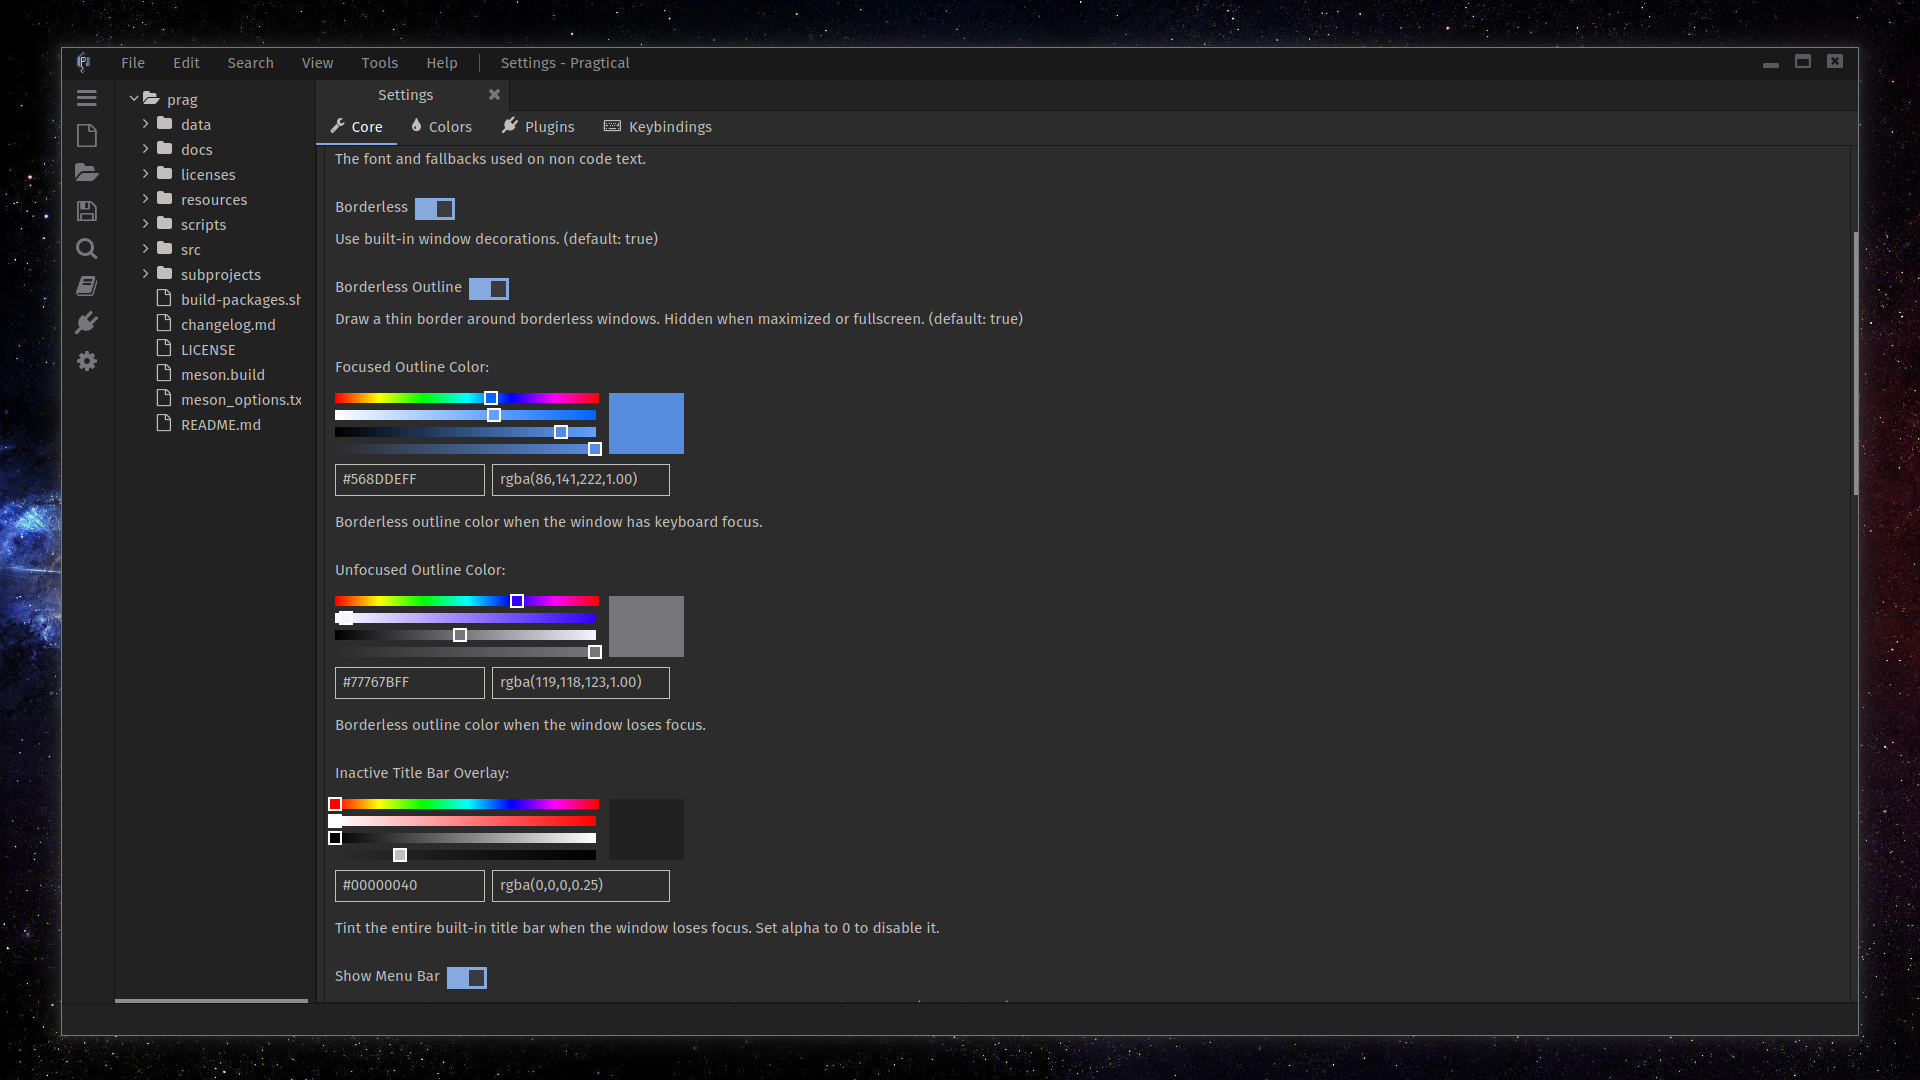 File Edit Search View Tools Help Settings - Pragtical
Settings
Core Colors Plugins Keybindings
prag
data
docs
licenses
resources
scripts
src
subprojects
build-packages.sh
changelog.md
LICENSE
meson.build
meson_options.tx
README.md
The font and fallbacks used on non code text.
Borderless
Use built-in window decorations. (default: true)
Borderless Outline
Draw a thin border around borderless windows. Hidden when maximized or fullscreen. (default: true)
Focused Outline Color:
#568DDEFF rgba(86,141,222,1.00)
Borderless outline color when the window has keyboard focus.
Unfocused Outline Color:
#77767BFF rgba(119,118,123,1.00)
Borderless outline color when the window loses focus.
Inactive Title Bar Overlay:
#00000040 rgba(0,0,0,0.25)
Tint the entire built-in title bar when the window loses focus. Set alpha to 0 to disable it.
Show Menu Bar